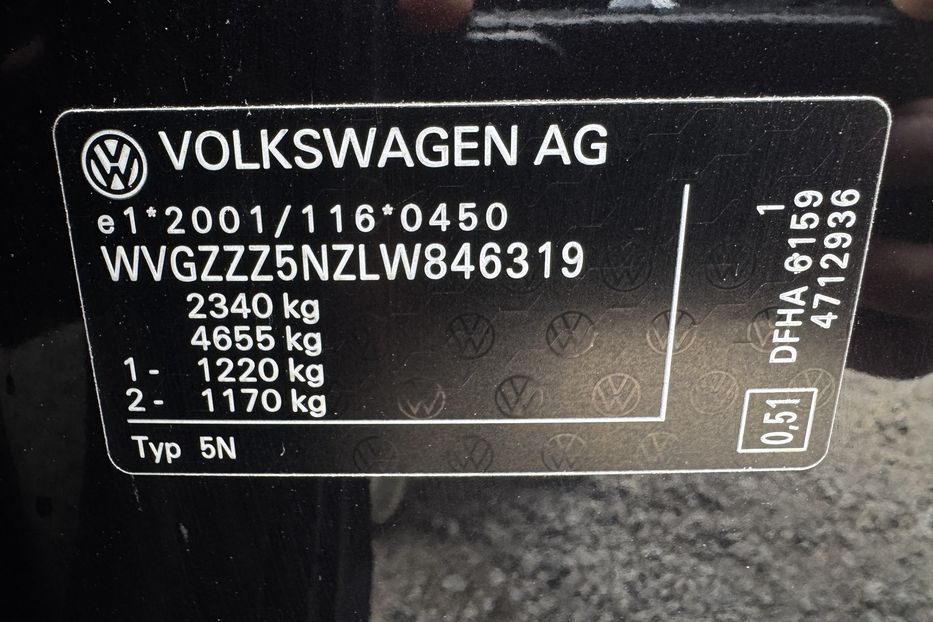 VOLKSWAGEN AG
e1*2001/116*0450
WVGZZZ5NZLW846319
2340 kg
4655 kg
1- 1220 kg
2- 1170 kg
Typ 5N
1
DFHA 6159
4712936
0,51